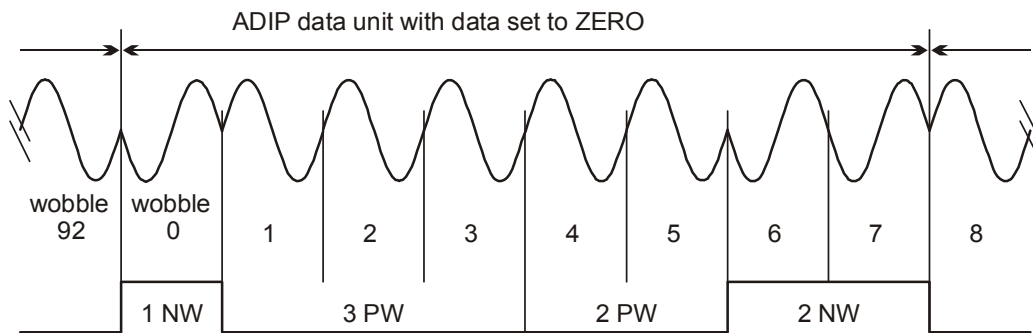 ADIP data unit with data set to ZERO
wobble 92
wobble 0
1
2
3
4
5
6
7
8
1 NW
3 PW
2 PW
2 NW